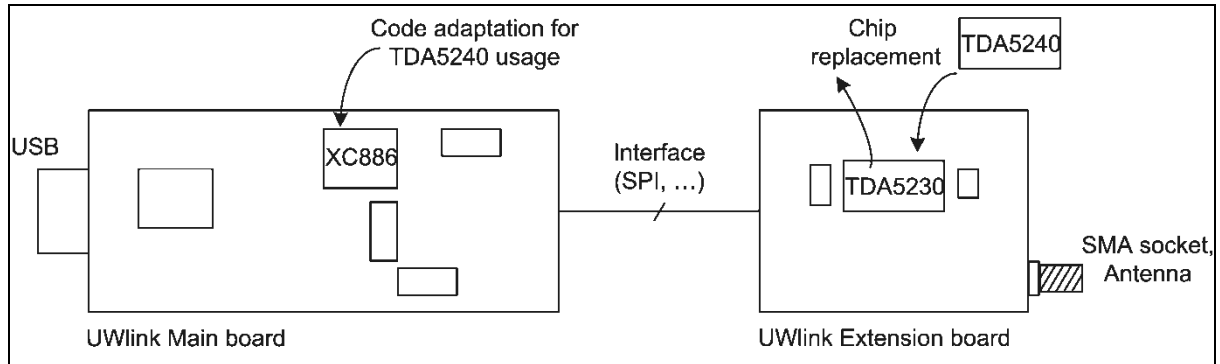 Code adaptation for
TDA5240 usage
Chip
replacement
TDA5240
USB
XC886
Interface
(SPI, ...)
TDA5230
SMA socket,
Antenna
UWlink Main board
UWlink Extension board